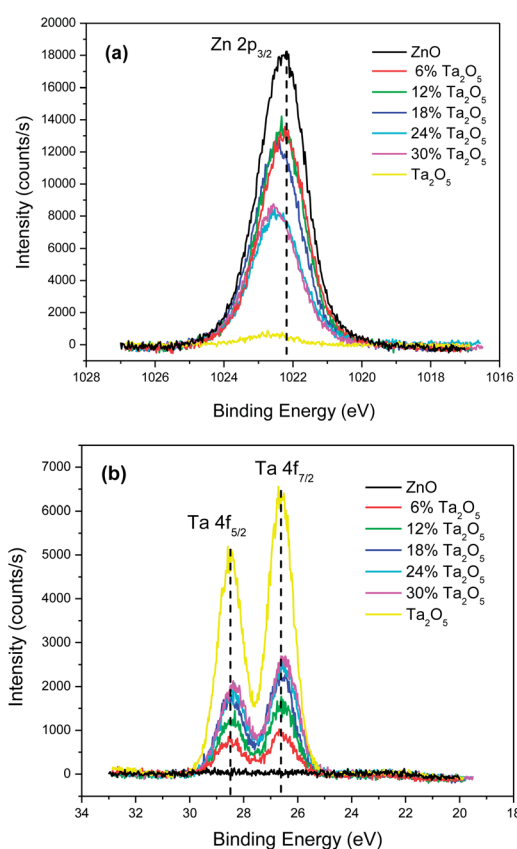 (a)
Zn 2p3/2
ZnO
6% Ta2O5
12% Ta2O5
18% Ta2O5
24% Ta2O5
30% Ta2O5
Ta2O5
Intensity (counts/s)
20000
18000
16000
14000
12000
10000
8000
6000
4000
2000
0
1028 1026 1024 1022 1020 1018 1016
Binding Energy (eV)
(b)
Ta 4f7/2
Ta 4f5/2
ZnO
6% Ta2O5
12% Ta2O5
18% Ta2O5
24% Ta2O5
30% Ta2O5
Ta2O5
Intensity (counts/s)
7000
6000
5000
4000
3000
2000
1000
0
33 32 30 28 26 24 22 20 18
Binding Energy (eV)